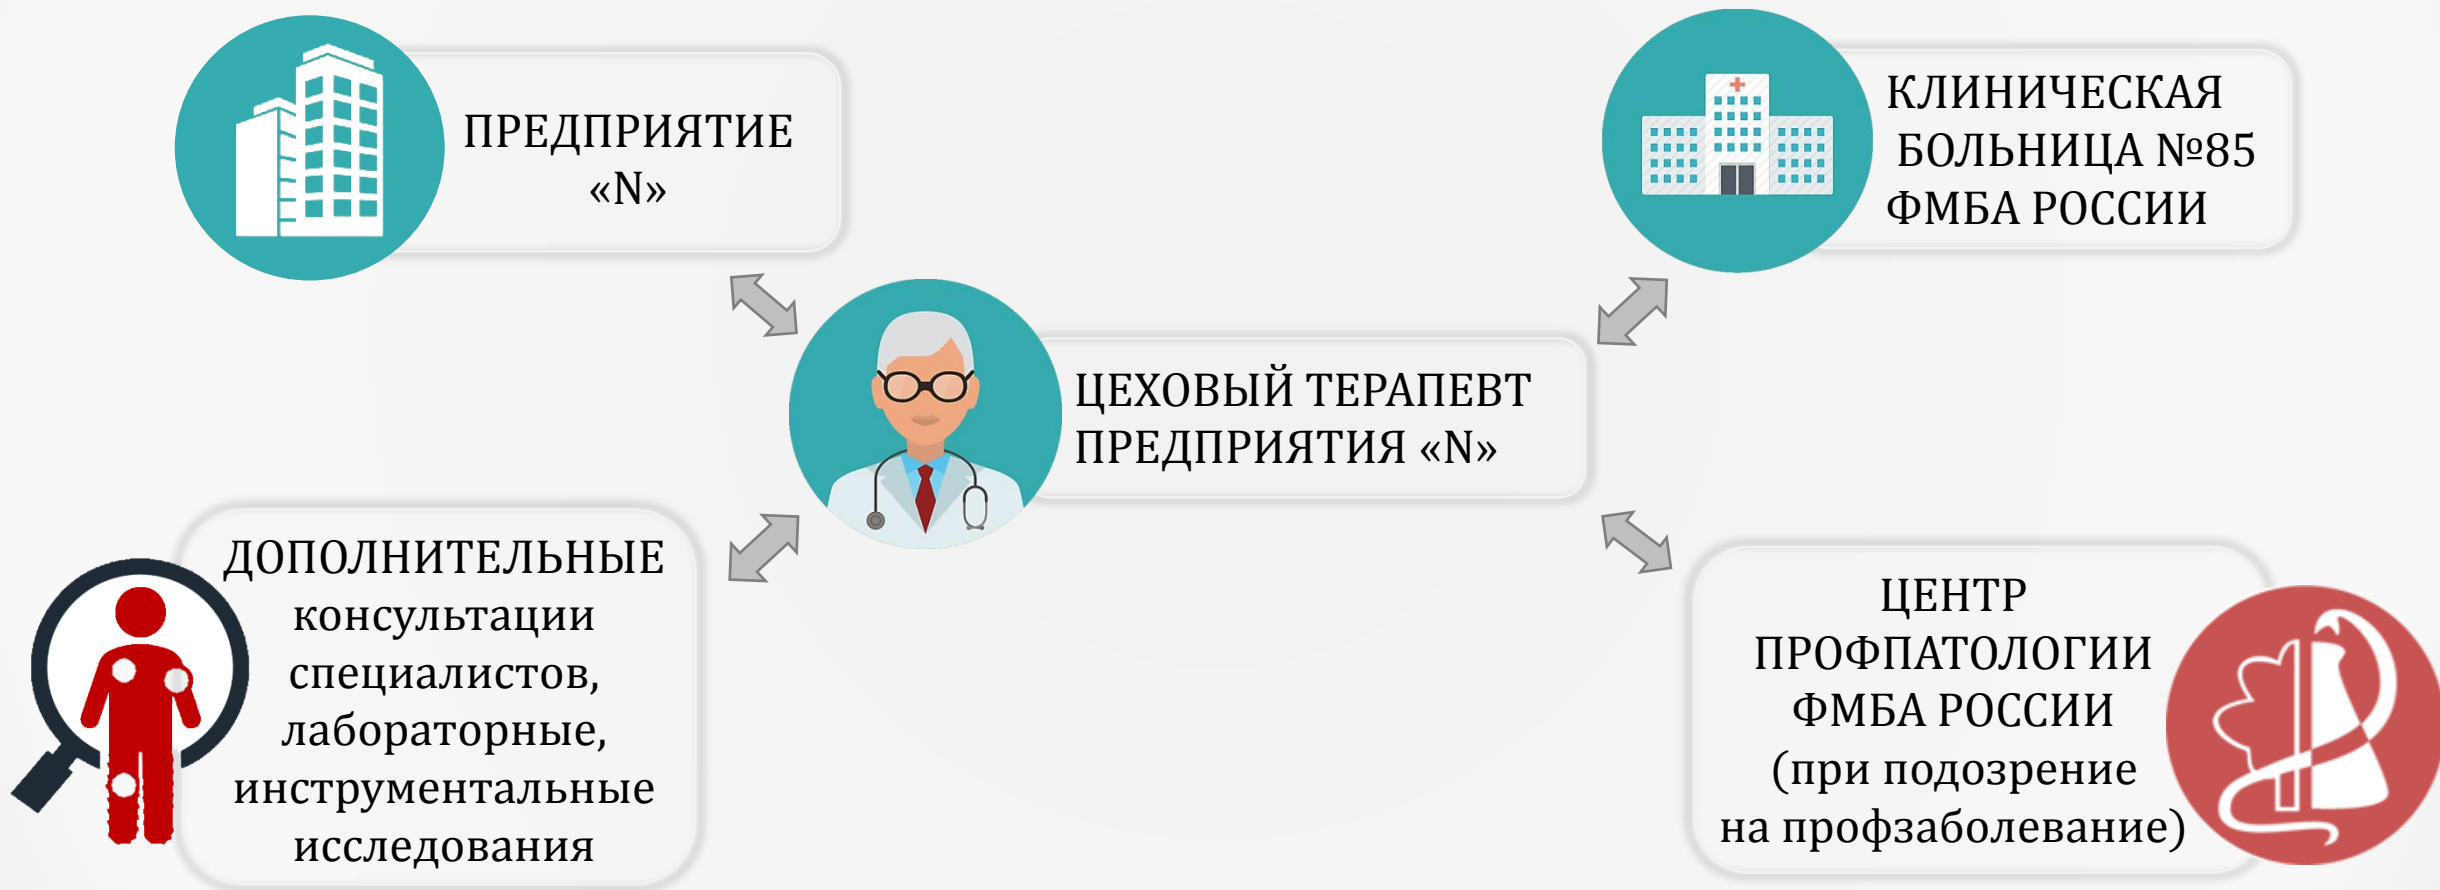 ПРЕДПРИЯТИЕ
«N»
КЛИНИЧЕСКАЯ
БОЛЬНИЦА №85
ФМБА РОССИИ
ЦЕХОВЫЙ ТЕРАПЕВТ
ПРЕДПРИЯТИЯ «N»
ДОПОЛНИТЕЛЬНЫЕ
консультации
специалистов,
лабораторные,
инструментальные
исследования
ЦЕНТР
ПРОФПАТОЛОГИИ
ФМБА РОССИИ
(при подозрение
на профзаболевание)